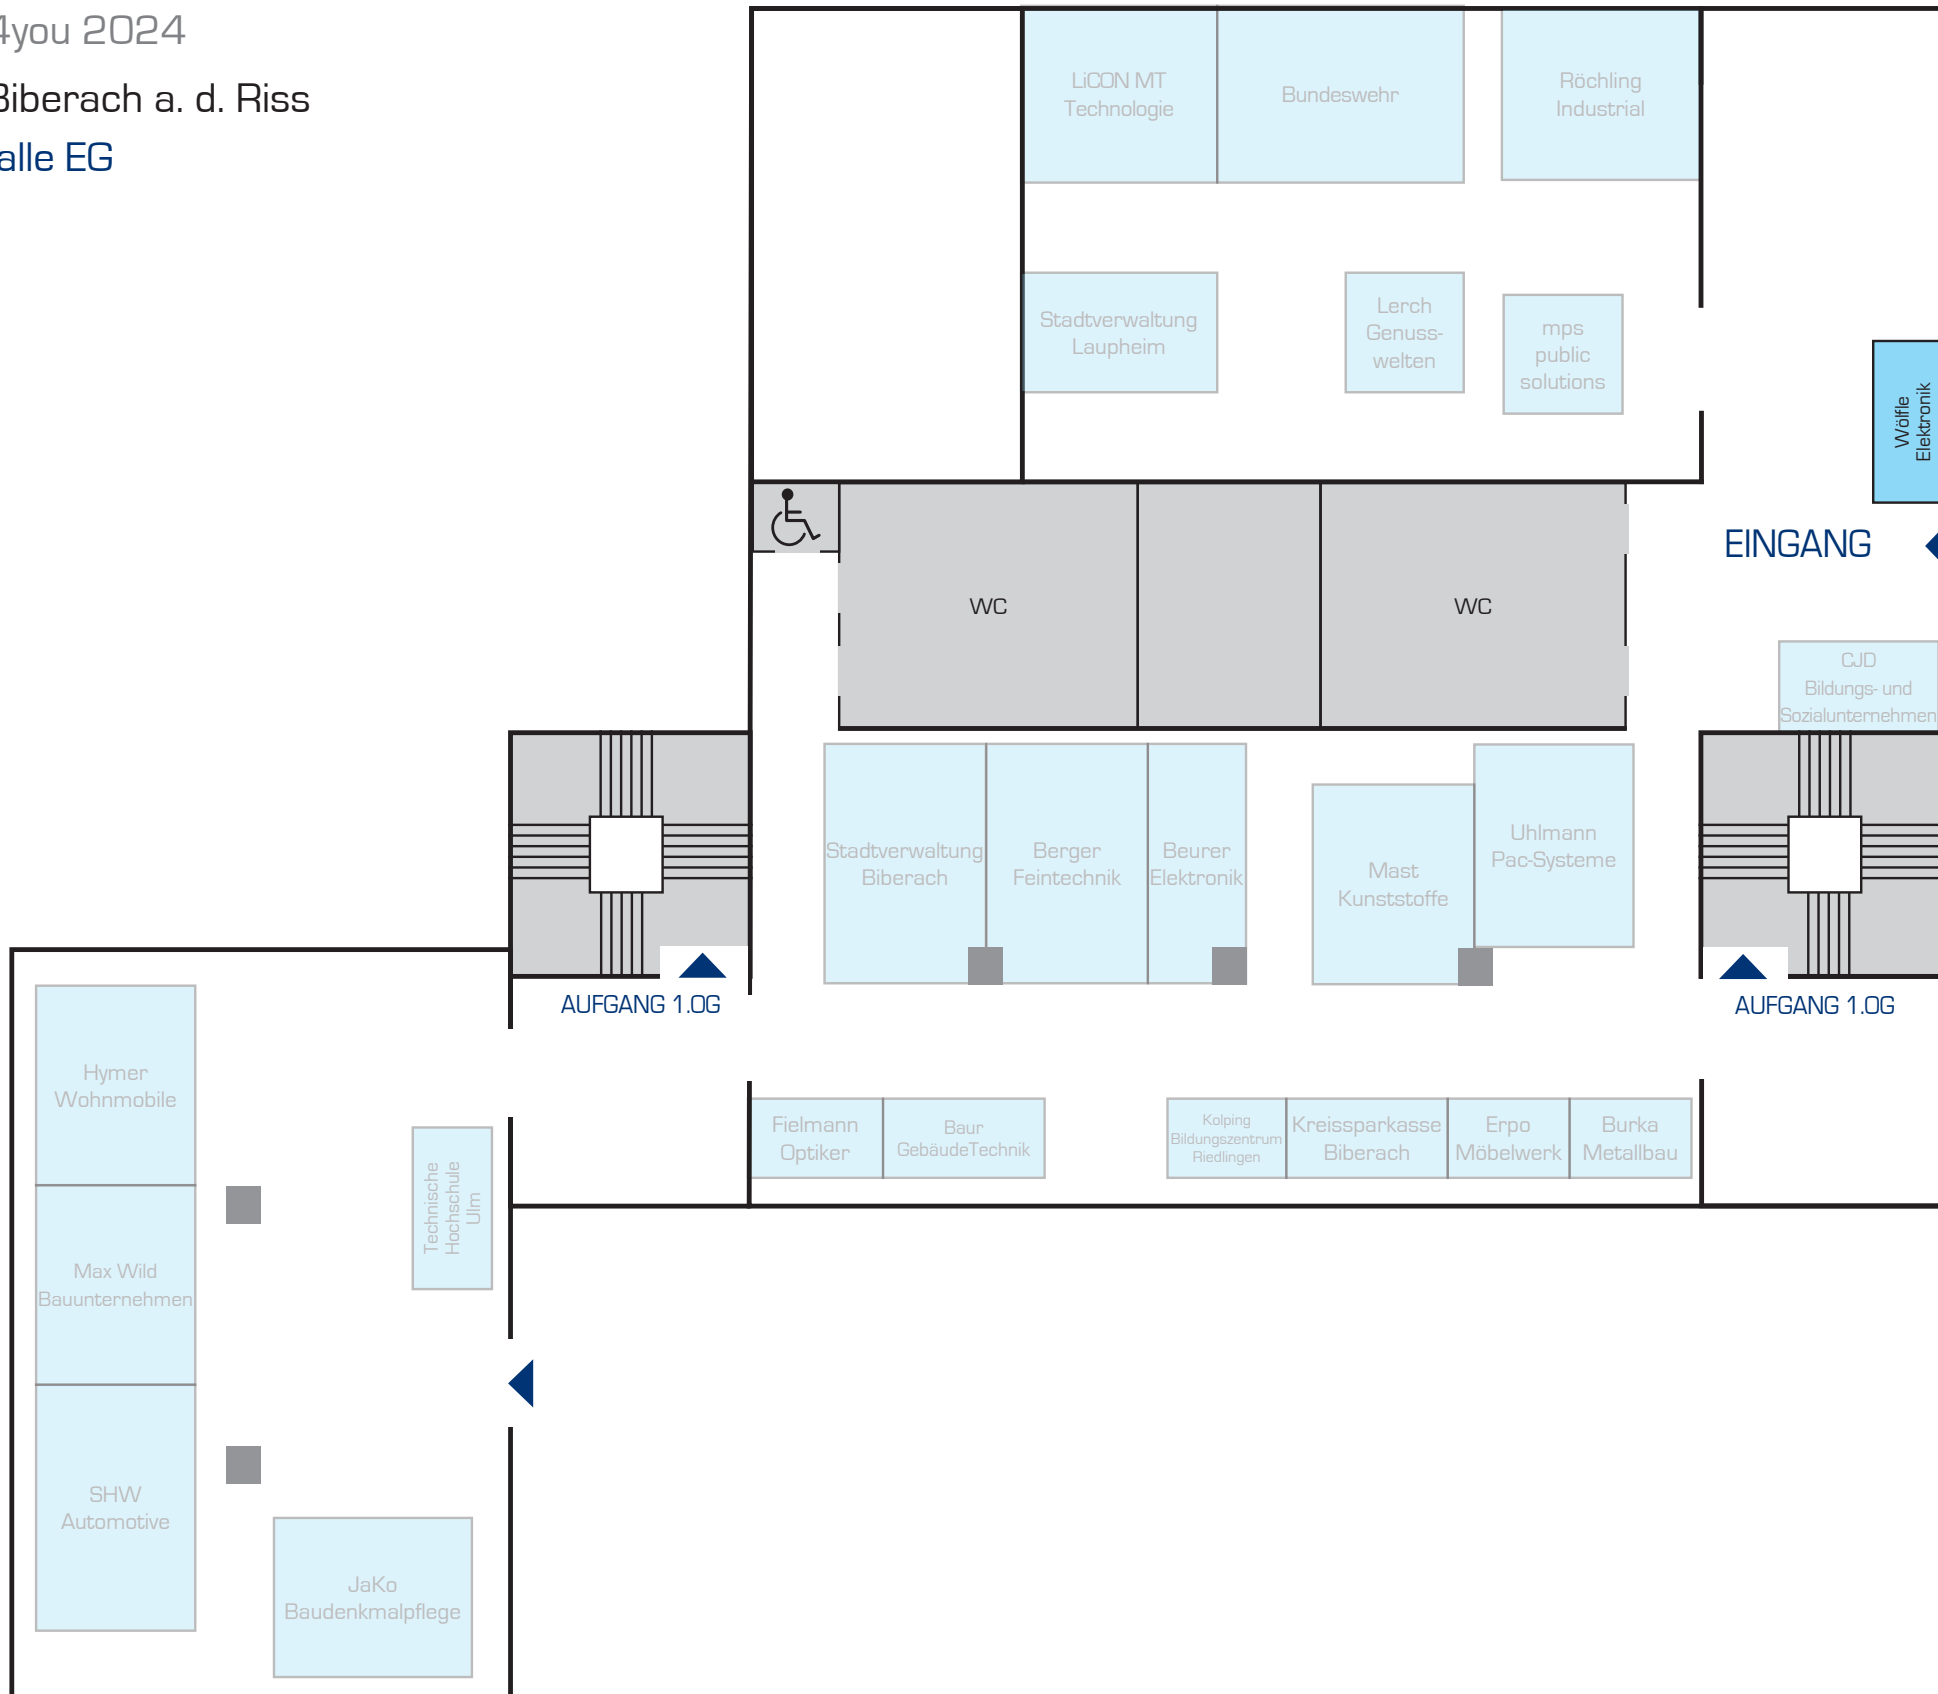 4you 2024
Biberach a. d. Riss
alle EG
LiCON MT
Technologie
Bundeswehr
Röchling
Industrial
Stadtverwaltung
Laupheim
Lerch
Genuss-
welten
mps
public
solutions
Wölfle
Elektronik
EINGANG
WC
WC
CJD
Bildungs- und
Sozialunternehmen
Stadtverwaltung
Biberach
Berger
Feintechnik
Beurer
Elektronik
Mast
Kunststoffe
Uhlmann
Pac-Systeme
AUFGANG 1.OG
AUFGANG 1.OG
Hymer
Wohnmobile
Technische
Hochschule
Ulm
Fielmann
Optiker
Baur
GebäudeTechnik
Kolping
Bildungszentrum
Riedlingen
Kreissparkasse
Biberach
Erpo
Möbelwerk
Burka
Metallbau
Max Wild
Bauunternehmen
SHW
Automotive
JaKo
Baudenkmalpflege